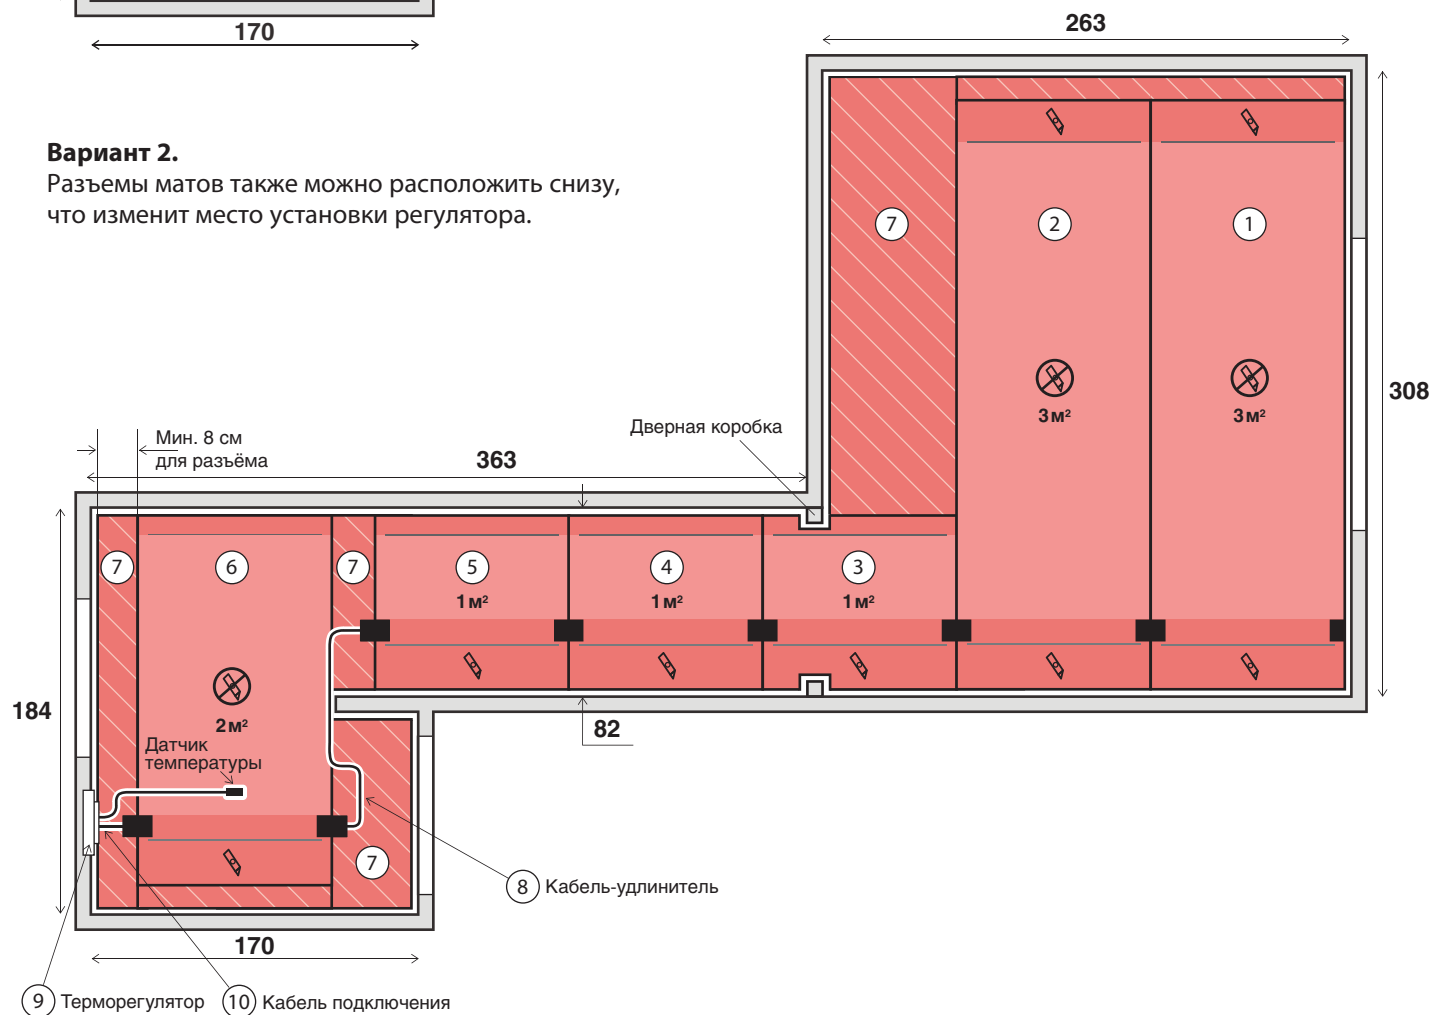 170
263
Вариант 2.
Разъемы матов также можно расположить снизу,
что изменит место установки регулятора.
7
2
1
3 м²
3 м²
308
Дверная коробка
Мин. 8 см
для разъёма
363
7
6
7
5
4
3
1 м²
1 м²
1 м²
184
2 м²
82
Датчик
температуры
7
8 Кабель-удлинитель
170
9 Терморегулятор
10 Кабель подключения